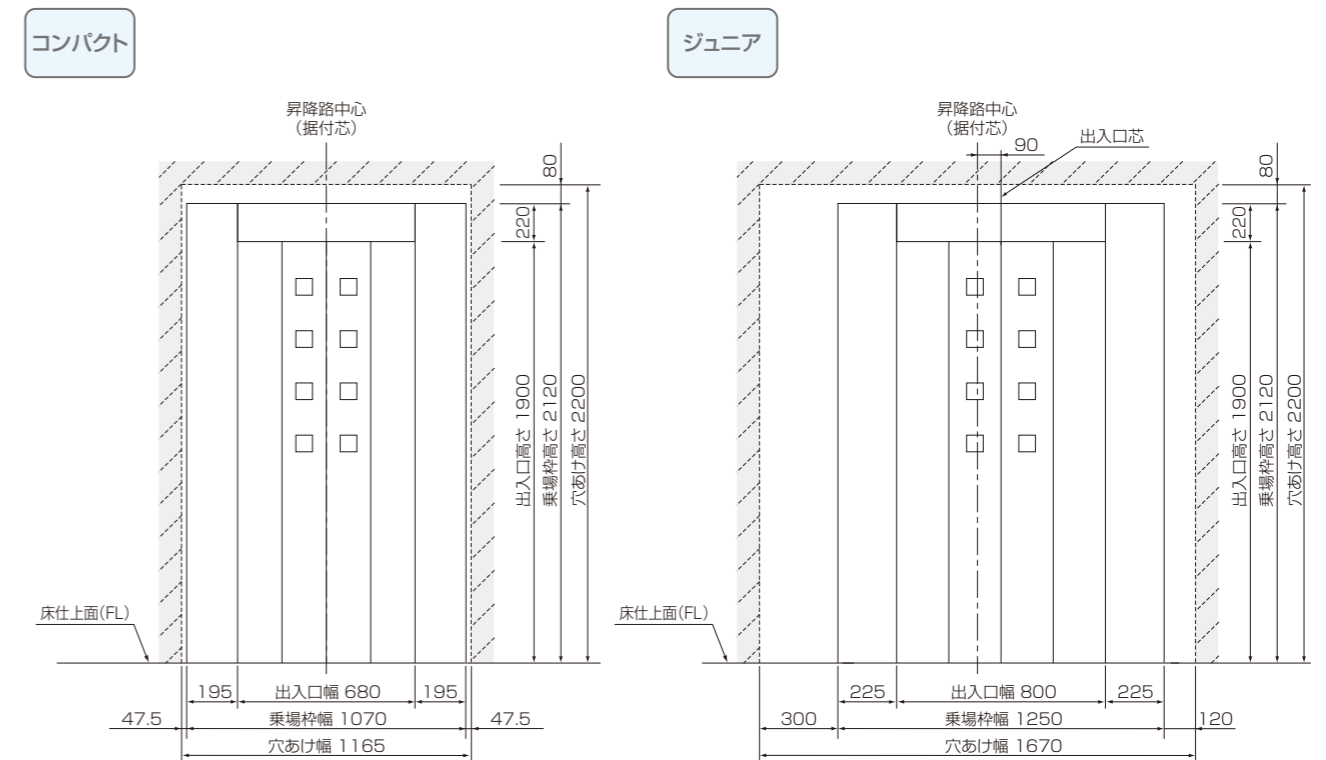 コンパクト
昇降路中心
(据付芯)
80
220
出入口高さ 1900
乗場枠高さ 2120
穴あけ高さ 2200
床仕上面(FL)
195
出入口幅 680
195
47.5
乗場枠幅 1070
47.5
穴あけ幅 1165
ジュニア
昇降路中心
(据付芯)
90
出入口芯
80
220
出入口高さ 1900
乗場枠高さ 2120
穴あけ高さ 2200
床仕上面(FL)
225
出入口幅 800
225
300
乗場枠幅 1250
120
穴あけ幅 1670